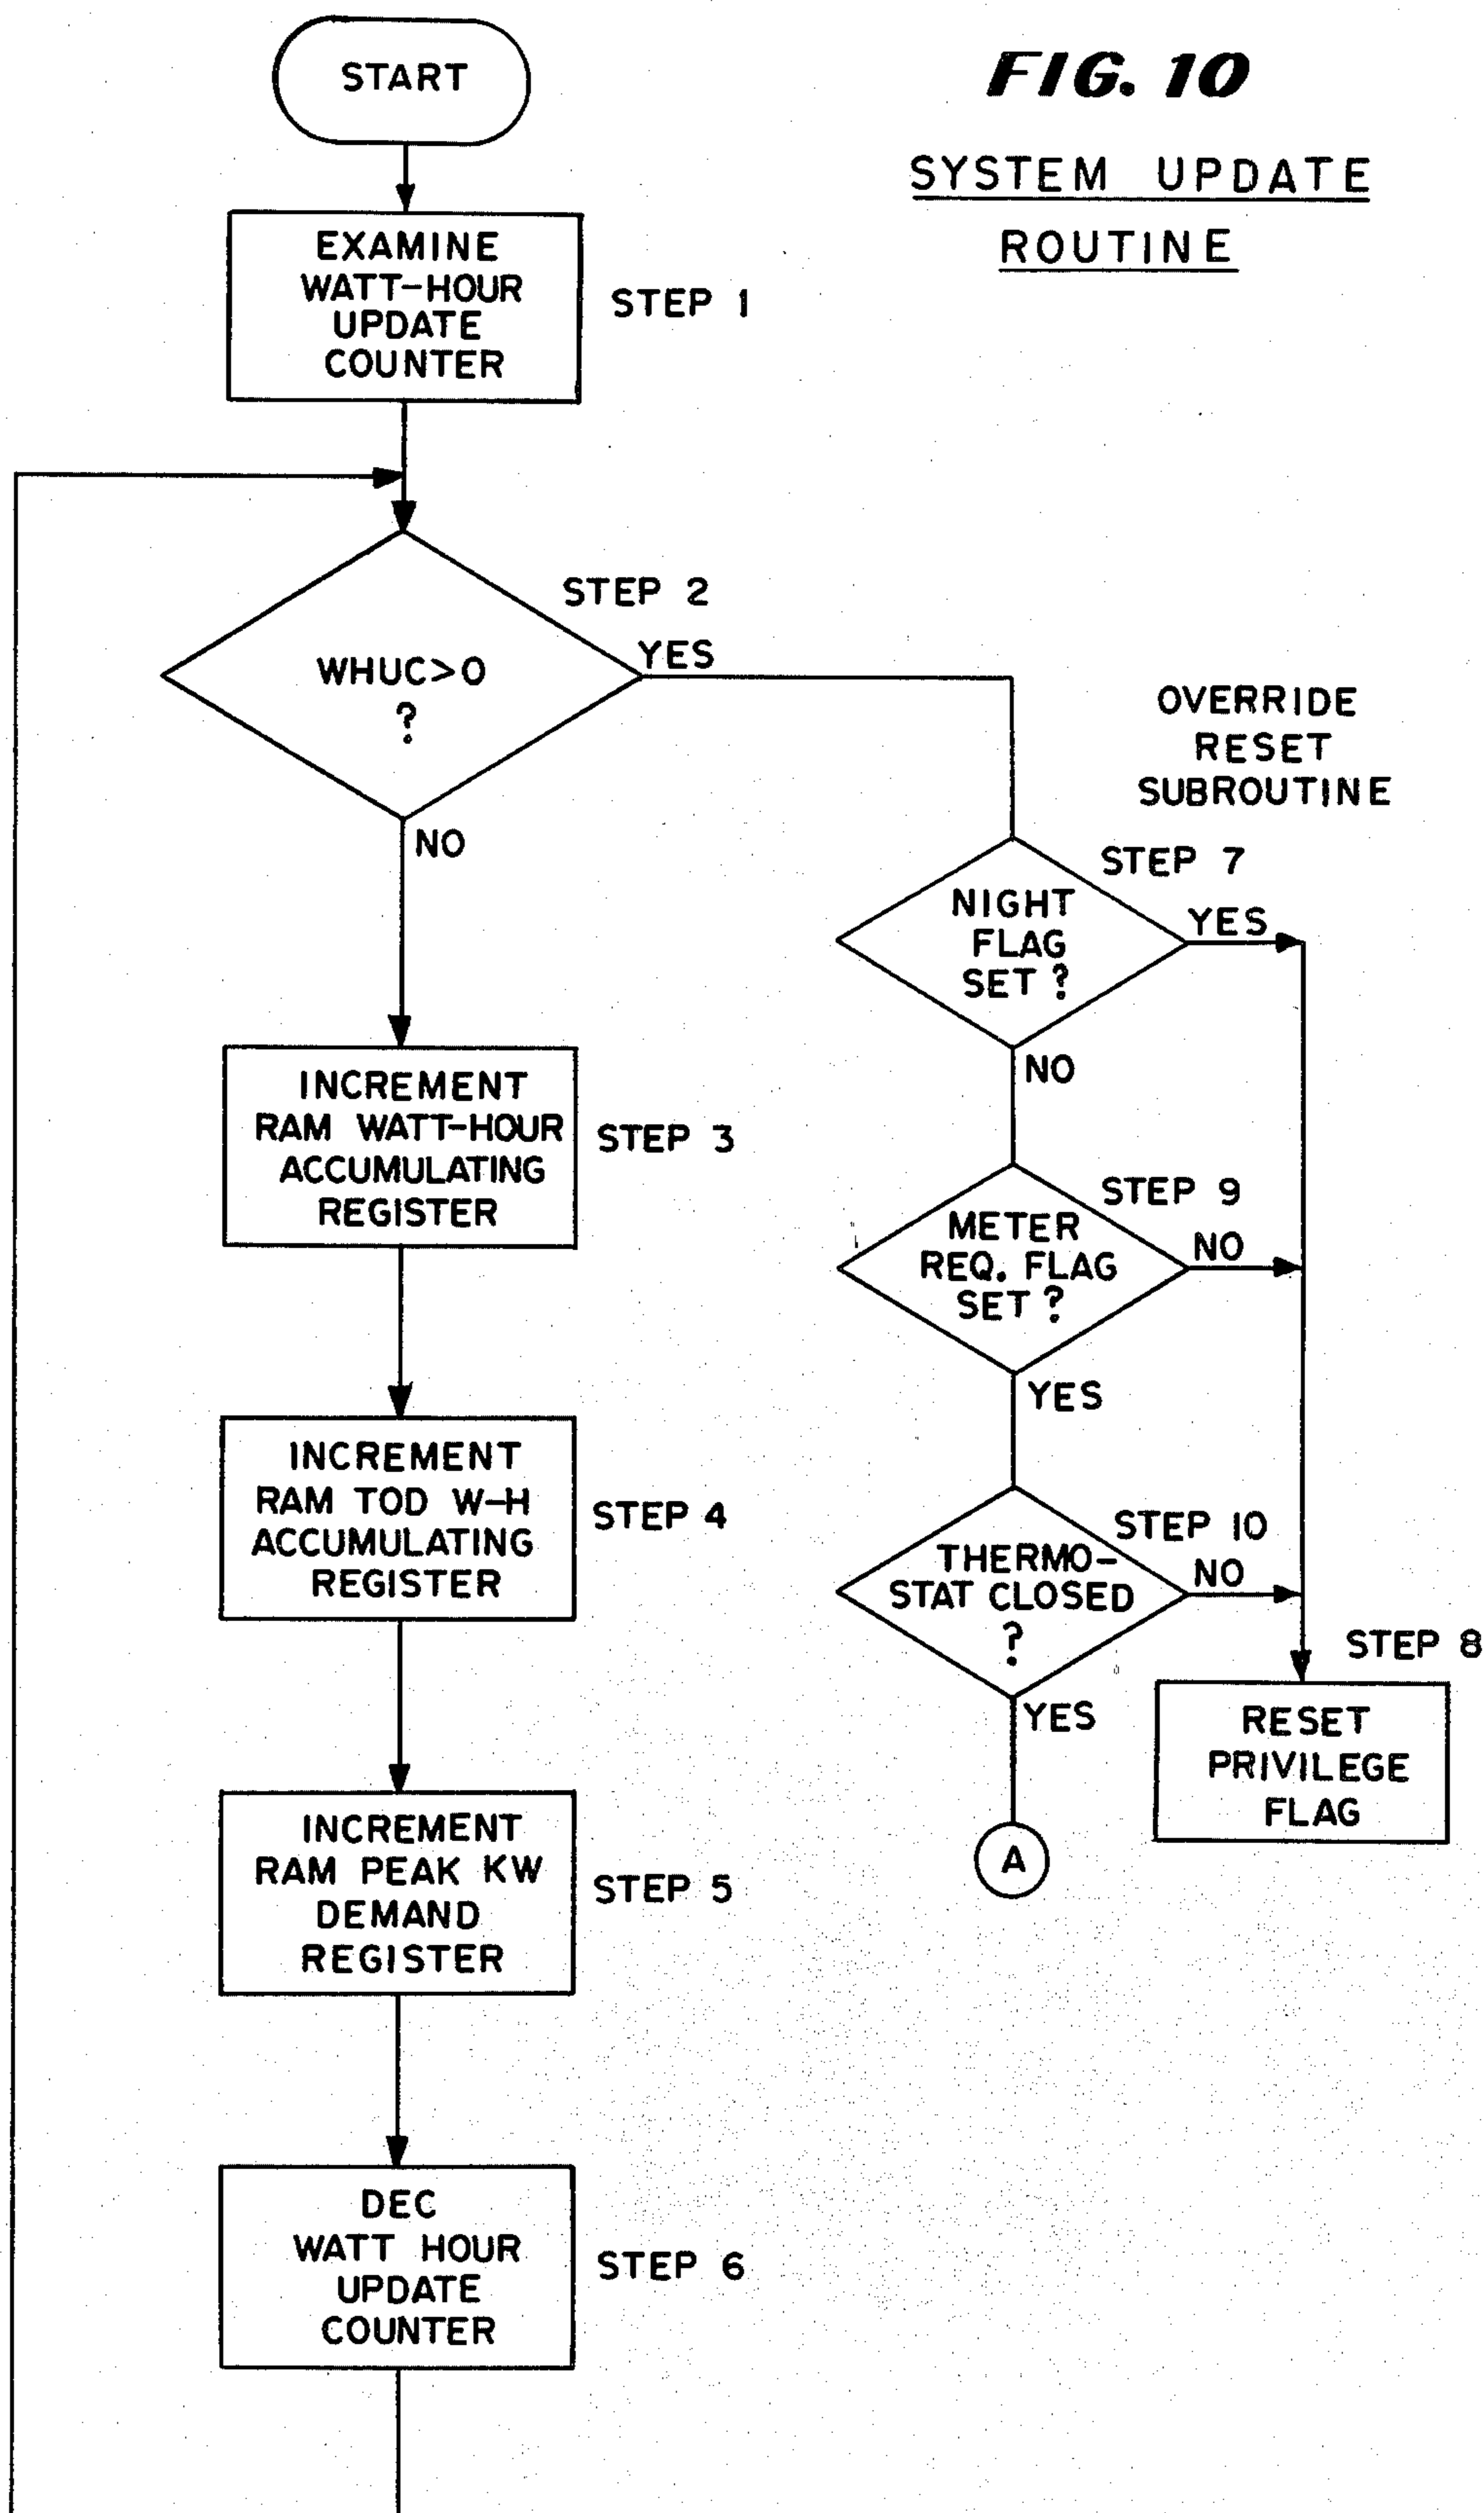 START
FIG. 10
SYSTEM UPDATE
ROUTINE
EXAMINE
WATT-HOUR
UPDATE
COUNTER
STEP 1
STEP 2
WHUC>0
?
YES
NO
OVERRIDE
RESET
SUBROUTINE
STEP 7
NIGHT
FLAG
SET ?
YES
NO
INCREMENT
RAM WATT-HOUR
ACCUMULATING
REGISTER
STEP 3
STEP 9
METER
REQ. FLAG
SET ?
NO
YES
INCREMENT
RAM TOD W-H
ACCUMULATING
REGISTER
STEP 4
STEP 10
THERMO-
STAT CLOSED
?
NO
YES
STEP 8
RESET
PRIVILEGE
FLAG
A
INCREMENT
RAM PEAK KW
DEMAND
REGISTER
STEP 5
DEC
WATT HOUR
UPDATE
COUNTER
STEP 6